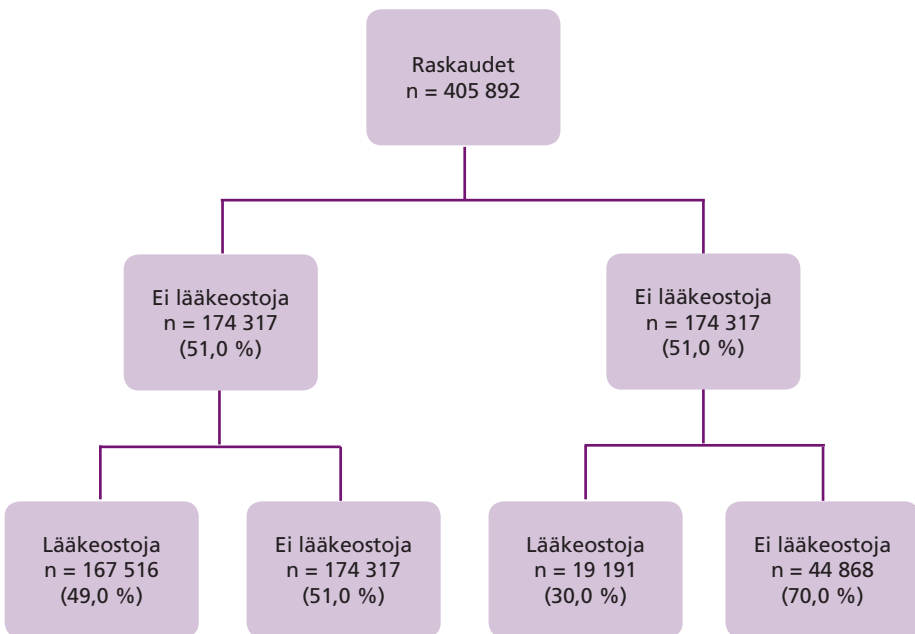 Raskaudet
n = 405 892
Ei lääkeostoja
n = 174 317
(51,0 %)
Ei lääkeostoja
n = 174 317
(51,0 %)
Lääkeostoja
n = 167 516
(49,0 %)
Ei lääkeostoja
n = 174 317
(51,0 %)
Lääkeostoja
n = 19 191
(30,0 %)
Ei lääkeostoja
n = 44 868
(70,0 %)